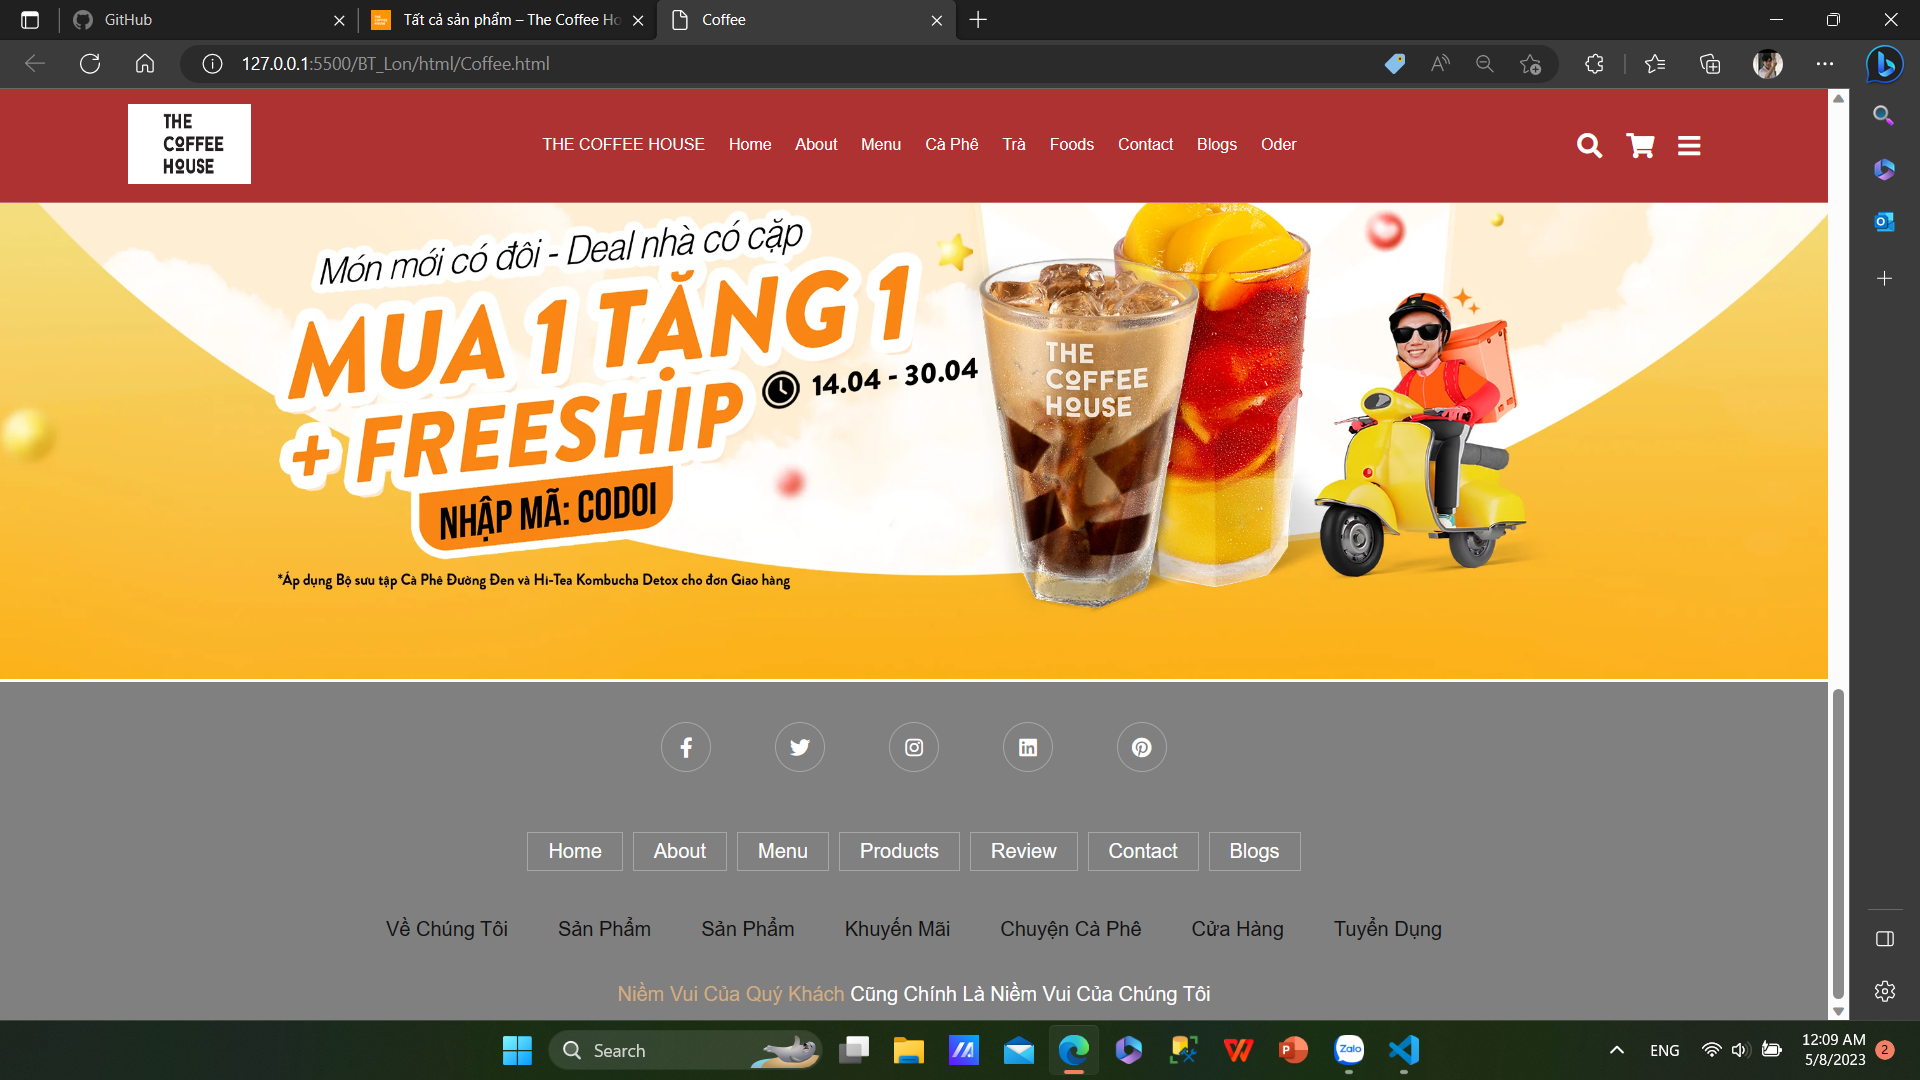 GitHub
Tất cả sản phẩm – The Coffee Ho
Coffee
127.0.0.1:5500/BT_Lon/html/Coffee.html
THE
COFFEE
HOUSE
THE COFFEE HOUSE Home About Menu Cà Phê Trà Foods Contact Blogs Oder
Món mới có đôi - Deal nhà có cặp
MUA 1 TẶNG 1
+ FREESHIP
14.04 - 30.04
NHẬP MÃ: CODOI
*Áp dụng Bộ sưu tập Cà Phê Đường Đen và Hi-Tea Kombucha Detox cho đơn Giao hàng
THE
COFFEE
HOUSE
Home About Menu Products Review Contact Blogs
Về Chúng Tôi Sản Phẩm Sản Phẩm Khuyến Mãi Chuyện Cà Phê Cửa Hàng Tuyển Dụng
Niềm Vui Của Quý Khách Cũng Chính Là Niềm Vui Của Chúng Tôi
Search
Zalo
ENG
12:09 AM
5/8/2023
2